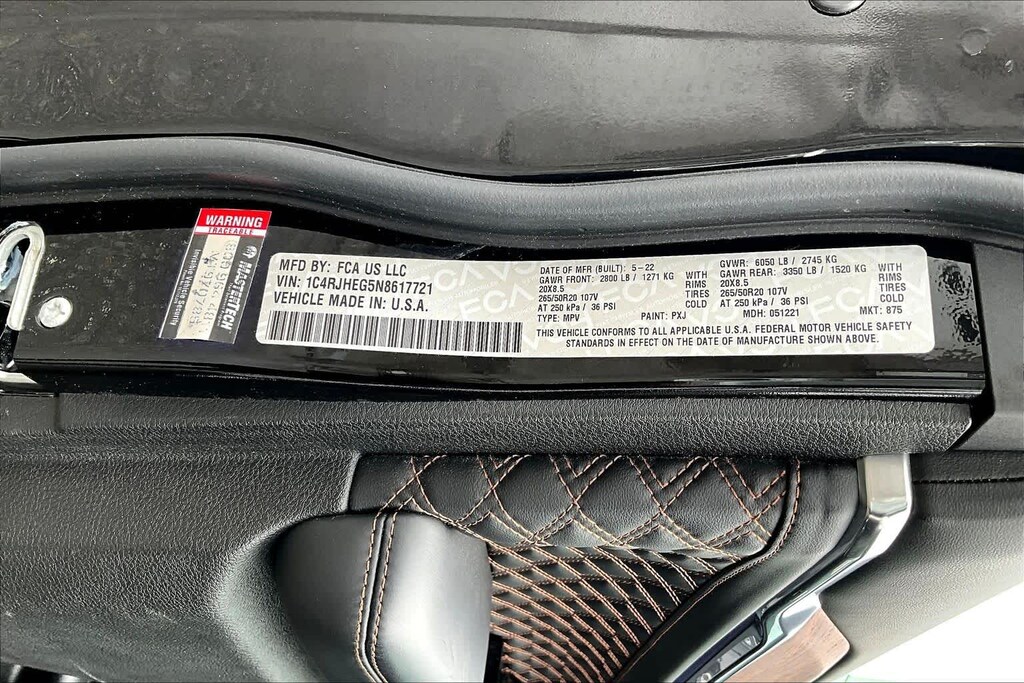 WARNING
TRACEABLE
MASTERTECH
MFD BY: FCA US LLC
VIN: 1C4RJHEG5N8617721
VEHICLE MADE IN U.S.A.
DATE OF MFR (BUILT): 5-22
GAWR FRONT: 2800 LB / 1271 KG WITH
20X8.5 RIMS
265/50R20 107V TIRES
AT 250 kPa / 36 PSI COLD
TYPE: MPV PAINT: PXJ
GVWR: 6050 LB / 2745 KG
GAWR REAR: 3350 LB / 1520 KG WITH
20X8.5 RIMS
265/50R20 107V TIRES
AT 250 kPa / 36 PSI COLD
MDH: 051221 MKT: 875
THIS VEHICLE CONFORMS TO ALL APPLICABLE U.S.A. FEDERAL MOTOR VEHICLE SAFETY
STANDARDS IN EFFECT ON THE DATE OF MANUFACTURE SHOWN ABOVE.